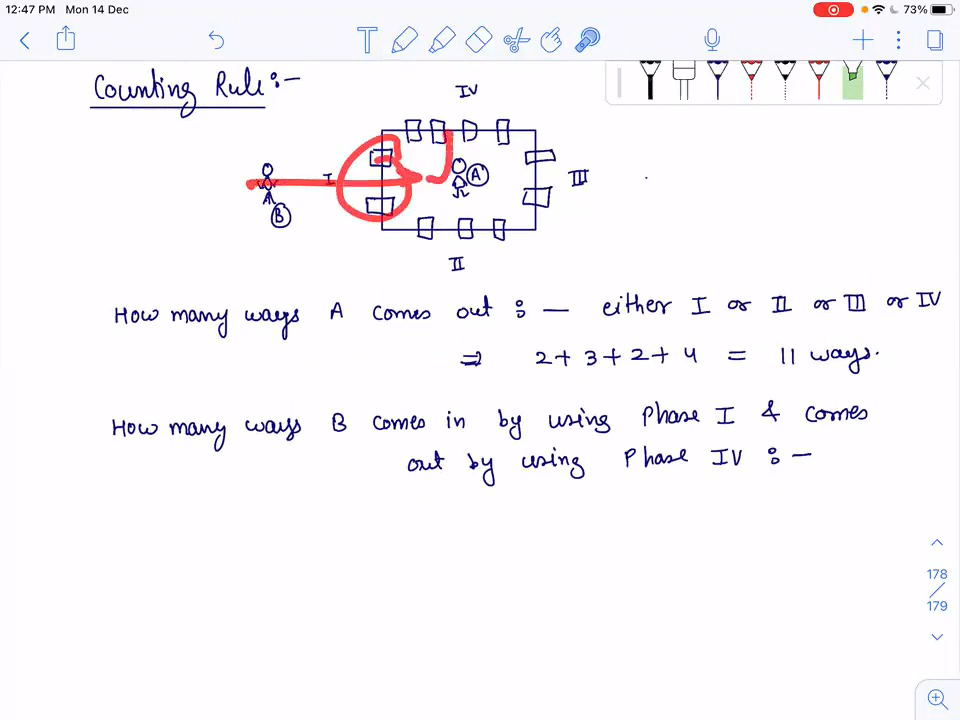 12:47 PM Mon 14 Dec
73%
T
Counting Rule:-
IV
I
A
III
B
II
How many ways A comes out :- either I or II or III or IV
⇒ 2+3+2+4 = 11 ways.
How many ways B comes in by using Phase I & comes
out by using Phase IV :-
178
179